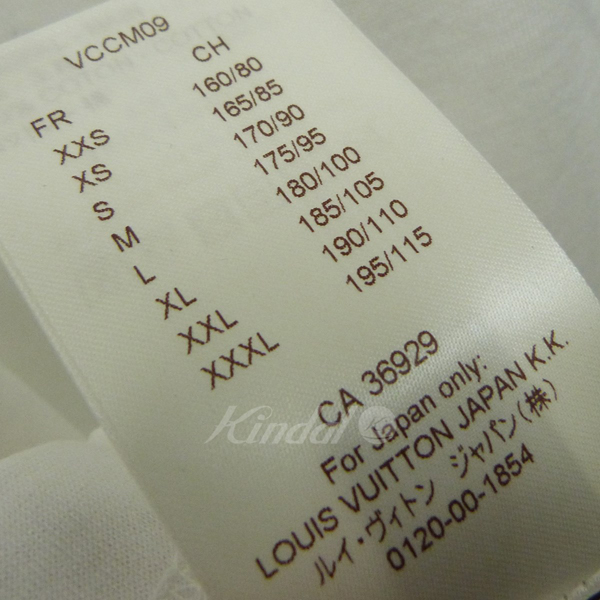 VCCM09
FR CH
XXS 160/80
XS 165/85
S 170/90
M 175/95
L 180/100
XL 185/105
XXL 190/110
XXXL 195/115
CA 36929
For Japan only:
LOUIS VUITTON JAPAN K.K.
ルイ・ヴィトン ジャパン(株)
0120-00-1854
Kindal